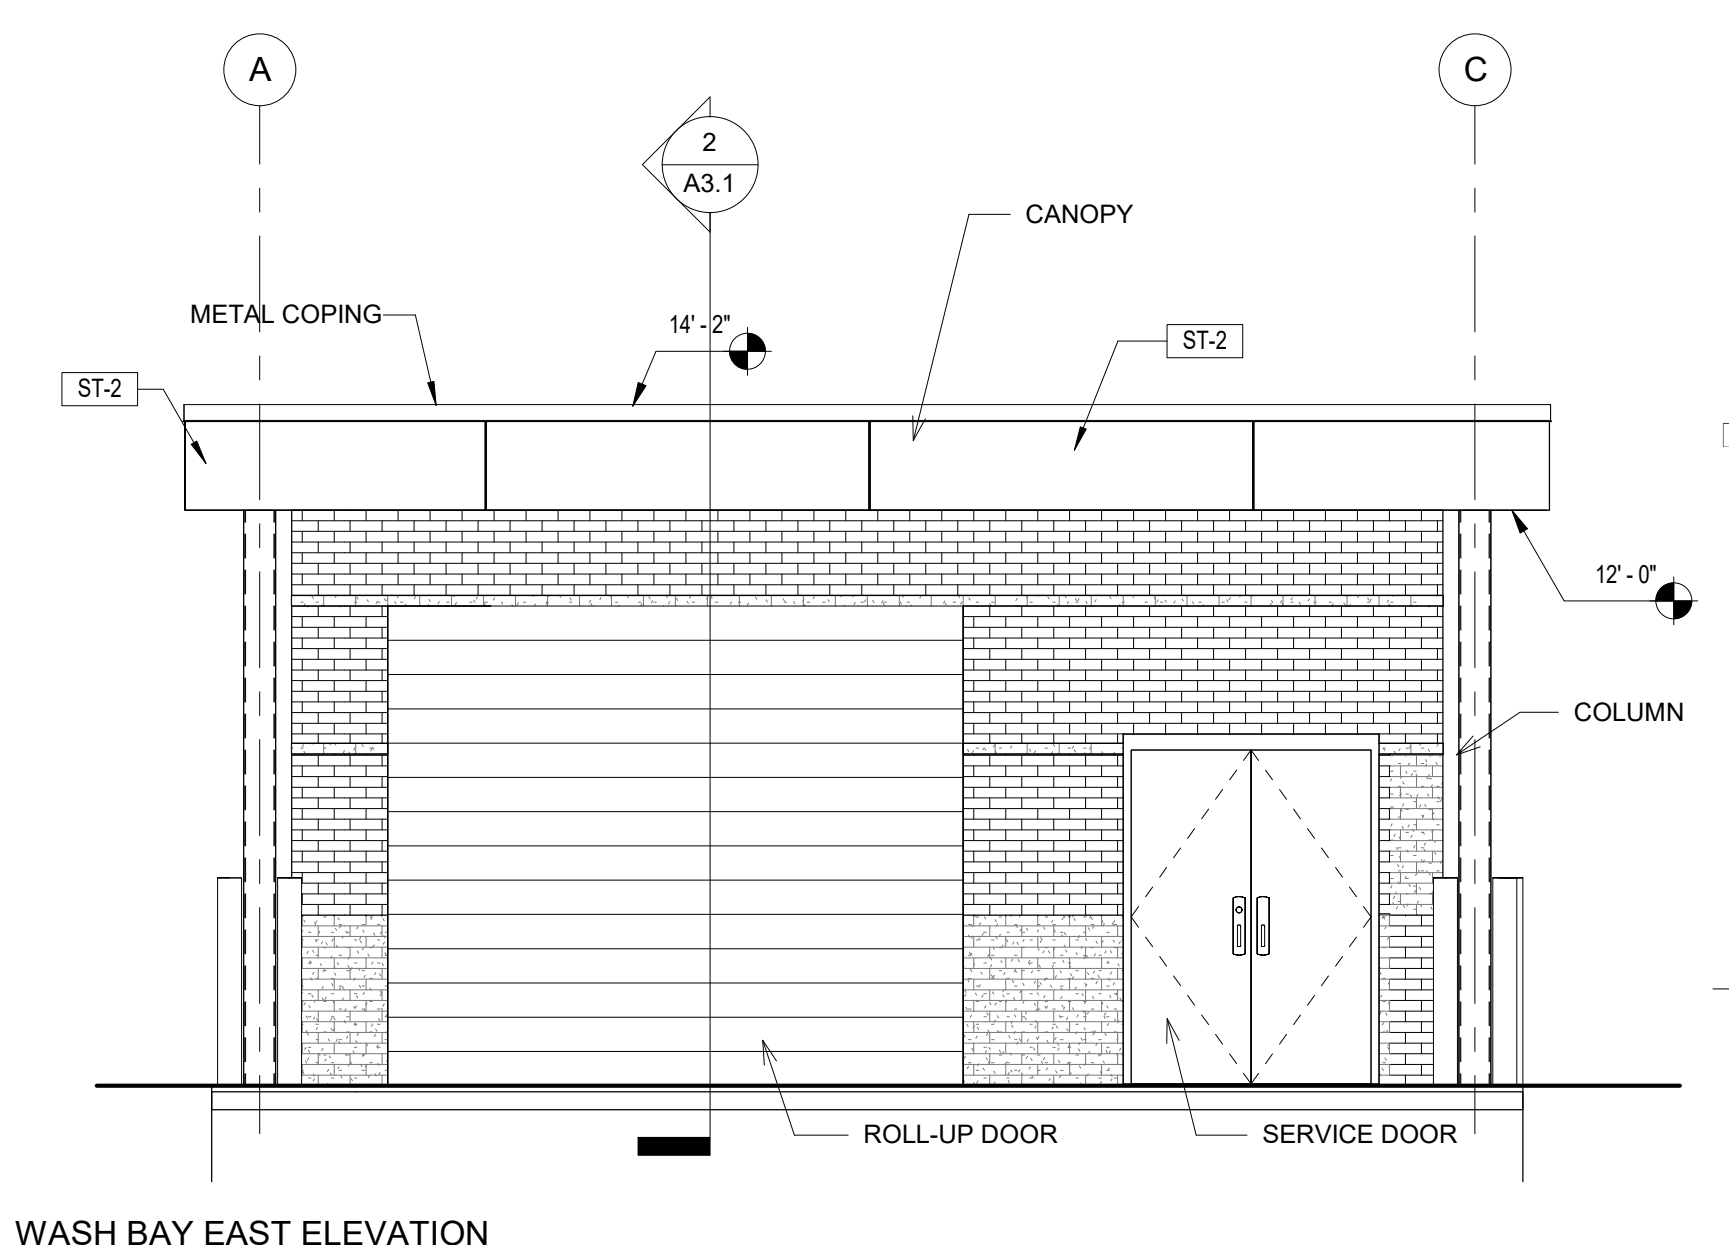 A
C
2
A3.1
CANOPY
METAL COPING
14' - 2"
ST-2
ST-2
12' - 0"
COLUMN
ROLL-UP DOOR
SERVICE DOOR
WASH BAY EAST ELEVATION